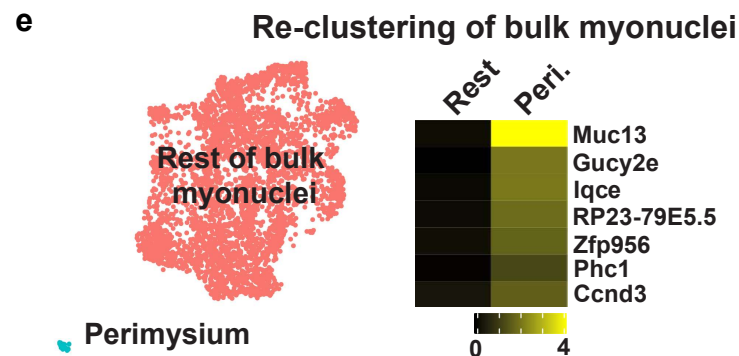 e
Re-clustering of bulk myonuclei
Rest of bulk
myonuclei
Perimysium
Rest
Peri.
Muc13
Gucy2e
Iqce
RP23-79E5.5
Zfp956
Phc1
Ccnd3
0
4